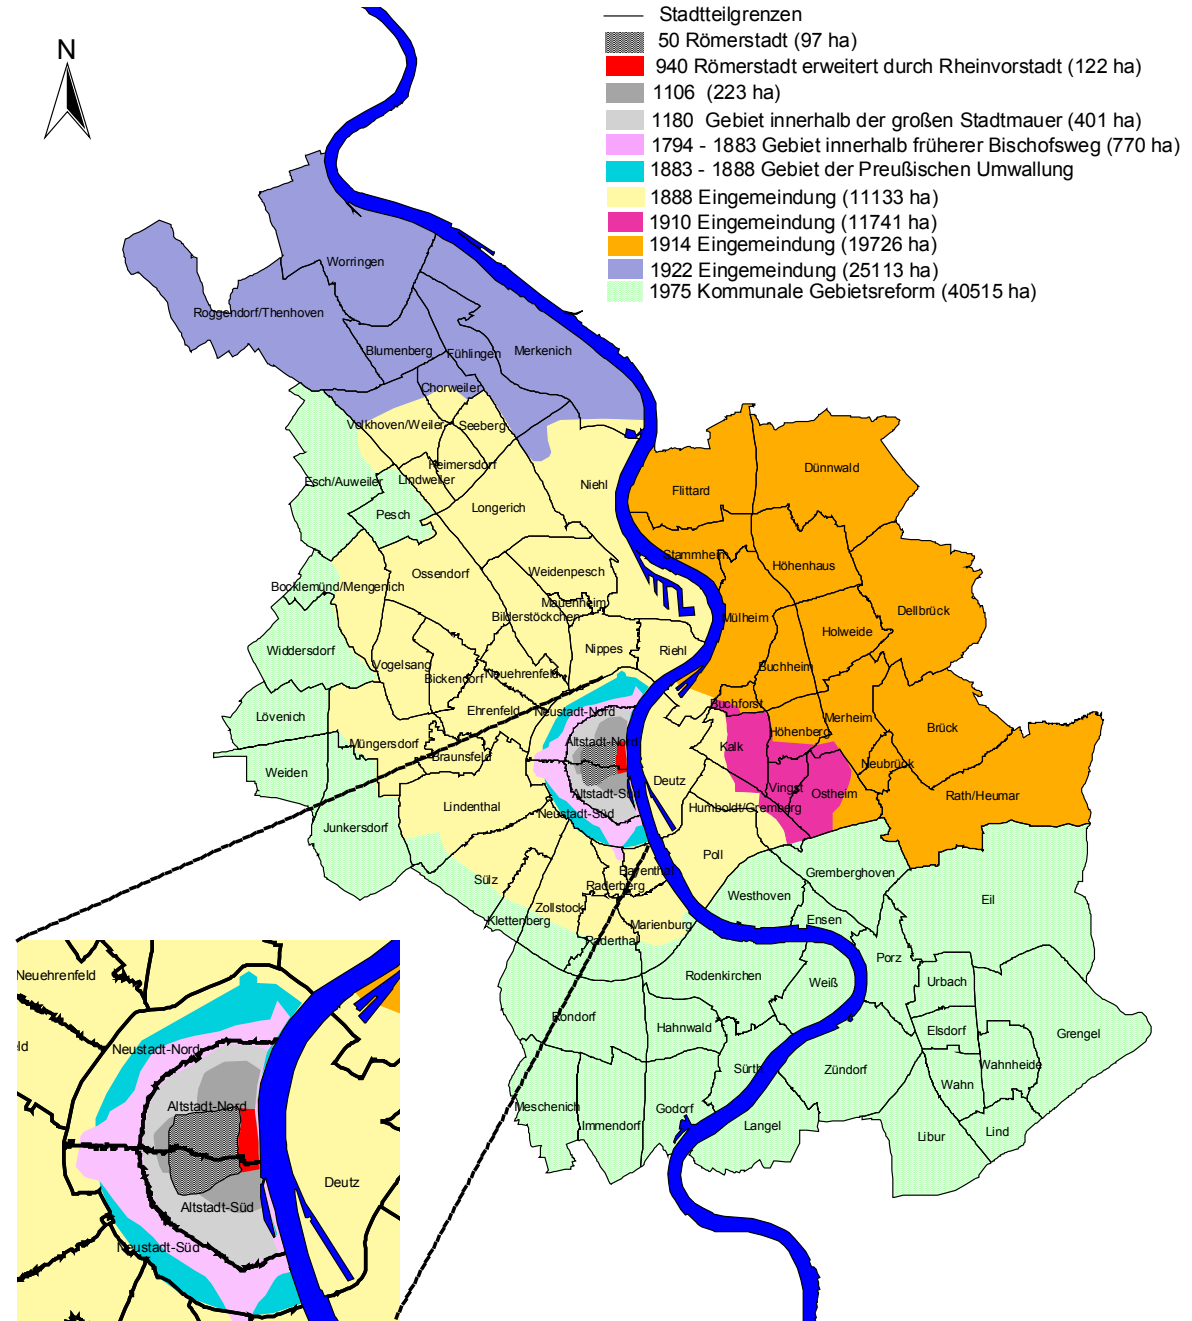 N
Stadtteilgrenzen
50 Römerstadt (97 ha)
940 Römerstadt erweitert durch Rheinvorstadt (122 ha)
1106 (223 ha)
1180 Gebiet innerhalb der großen Stadtmauer (401 ha)
1794 - 1883 Gebiet innerhalb früherer Bischofsweg (770 ha)
1883 - 1888 Gebiet der Preußischen Umwallung
1888 Eingemeindung (11133 ha)
1910 Eingemeindung (11741 ha)
1914 Eingemeindung (19726 ha)
1922 Eingemeindung (25113 ha)
1975 Kommunale Gebietsreform (40515 ha)
Worringen
Roggendorf/Thenhoven
Blumenberg
Fühlingen
Merkenich
Chorweiler
Volkhoven/Weiler
Seeberg
Heimersdorf
Lindweiler
Esch/Auweiler
Pesch
Longerich
Niehl
Flittard
Dünnwald
Stammheim
Höhenhaus
Ossendorf
Weidenpesch
Bocklemünd/Mengenich
Mauenheim
Bilderstöckchen
Mülheim
Dellbrück
Holweide
Widdersdorf
Vogelsang
Bickendorf
Neuehrenfeld
Nippes
Riehl
Buchheim
Lövenich
Ehrenfeld
Neustadt-Nord
Buchforst
Merheim
Brück
Müngersdorf
Braunsfeld
Altstadt-Nord
Kalk
Höhenberg
Neubrück
Weiden
Deutz
Vingst
Ostheim
Rath/Heumar
Lindenthal
Altstadt-Süd
Neustadt-Süd
Humboldt/Gremberg
Junkersdorf
Poll
Sülz
Bayenthal
Raderberg
Gremberghoven
Westhoven
Eil
Zollstock
Klettenberg
Marienburg
Raderthal
Ensen
Porz
Rodenkirchen
Weiß
Urbach
Rondorf
Hahnwald
Elsdorf
Grengel
Sürth
Zündorf
Wahnheide
Wahn
Meschenich
Immendorf
Godorf
Langel
Libur
Lind
Neuehrenfeld
ld
Neustadt-Nord
Altstadt-Nord
Deutz
Altstadt-Süd
Neustadt-Süd